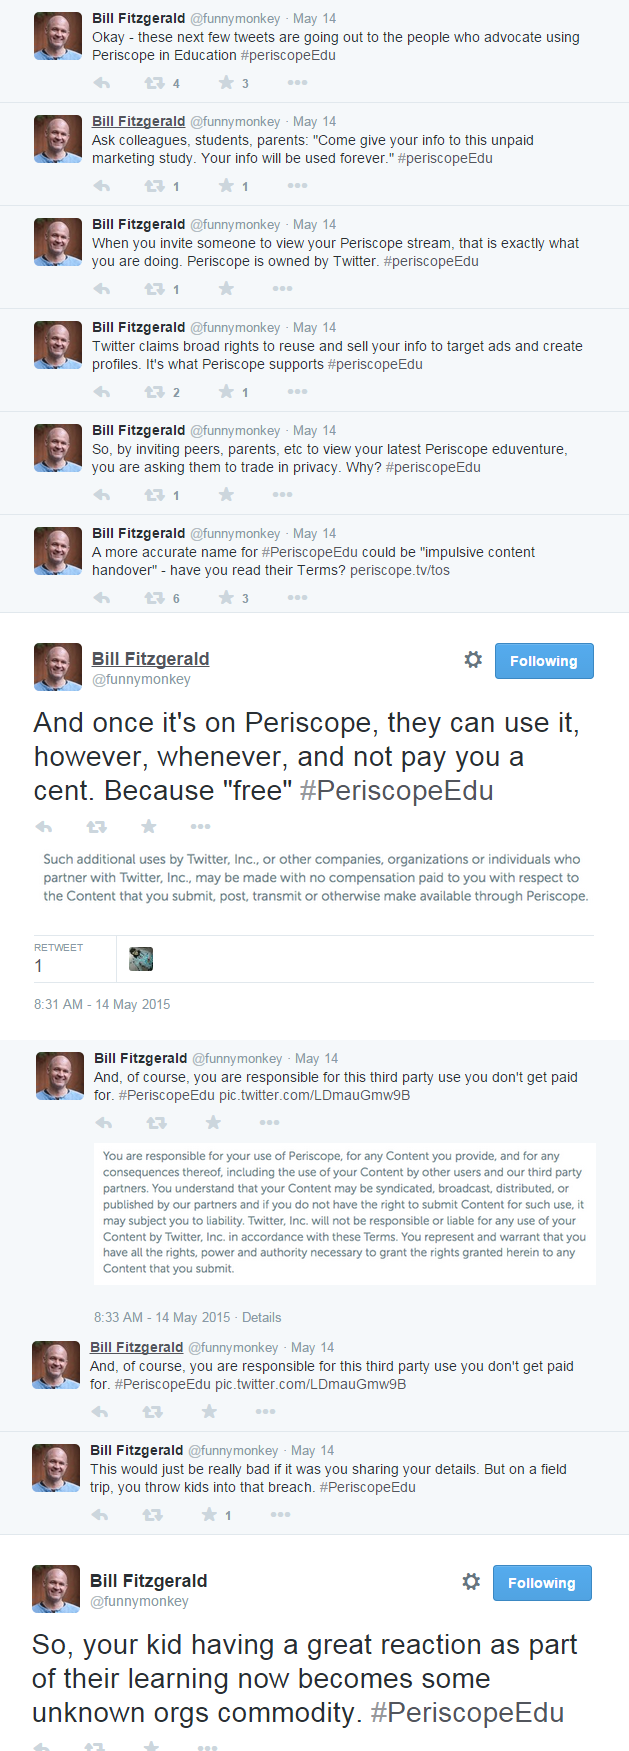 Bill Fitzgerald @funnymonkey · May 14
Okay - these next few tweets are going out to the people who advocate using
Periscope in Education #periscopeEdu
4 3
Bill Fitzgerald @funnymonkey · May 14
Ask colleagues, students, parents: "Come give your info to this unpaid
marketing study. Your info will be used forever." #periscopeEdu
1 1
Bill Fitzgerald @funnymonkey · May 14
When you invite someone to view your Periscope stream, that is exactly what
you are doing. Periscope is owned by Twitter. #periscopeEdu
1
Bill Fitzgerald @funnymonkey · May 14
Twitter claims broad rights to reuse and sell your info to target ads and create
profiles. It's what Periscope supports #periscopeEdu
2 1
Bill Fitzgerald @funnymonkey · May 14
So, by inviting peers, parents, etc to view your latest Periscope eduventure,
you are asking them to trade in privacy. Why? #periscopeEdu
1
Bill Fitzgerald @funnymonkey · May 14
A more accurate name for #PeriscopeEdu could be "impulsive content
handover" - have you read their Terms? periscope.tv/tos
6 3
Bill Fitzgerald
Following
@funnymonkey
And once it's on Periscope, they can use it,
however, whenever, and not pay you a
cent. Because "free" #PeriscopeEdu
Such additional uses by Twitter, Inc., or other companies, organizations or individuals who
partner with Twitter, Inc., may be made with no compensation paid to you with respect to
the Content that you submit, post, transmit or otherwise make available through Periscope.
RETWEET
1
8:31 AM - 14 May 2015
Bill Fitzgerald @funnymonkey · May 14
And, of course, you are responsible for this third party use you don't get paid
for. #PeriscopeEdu pic.twitter.com/LDmauGmw9B
You are responsible for your use of Periscope, for any Content you provide, and for any
consequences thereof, including the use of your Content by other users and our third party
partners. You understand that your Content may be syndicated, broadcast, distributed, or
published by our partners and if you do not have the right to submit Content for such use, it
may subject you to liability. Twitter, Inc. will not be responsible or liable for any use of your
Content by Twitter, Inc. in accordance with these Terms. You represent and warrant that you
have all the rights, power and authority necessary to grant the rights granted herein to any
Content that you submit.
8:33 AM - 14 May 2015 · Details
Bill Fitzgerald @funnymonkey · May 14
And, of course, you are responsible for this third party use you don't get paid
for. #PeriscopeEdu pic.twitter.com/LDmauGmw9B
Bill Fitzgerald @funnymonkey · May 14
This would just be really bad if it was you sharing your details. But on a field
trip, you throw kids into that breach. #PeriscopeEdu
1
Bill Fitzgerald
Following
@funnymonkey
So, your kid having a great reaction as part
of their learning now becomes some
unknown orgs commodity. #PeriscopeEdu